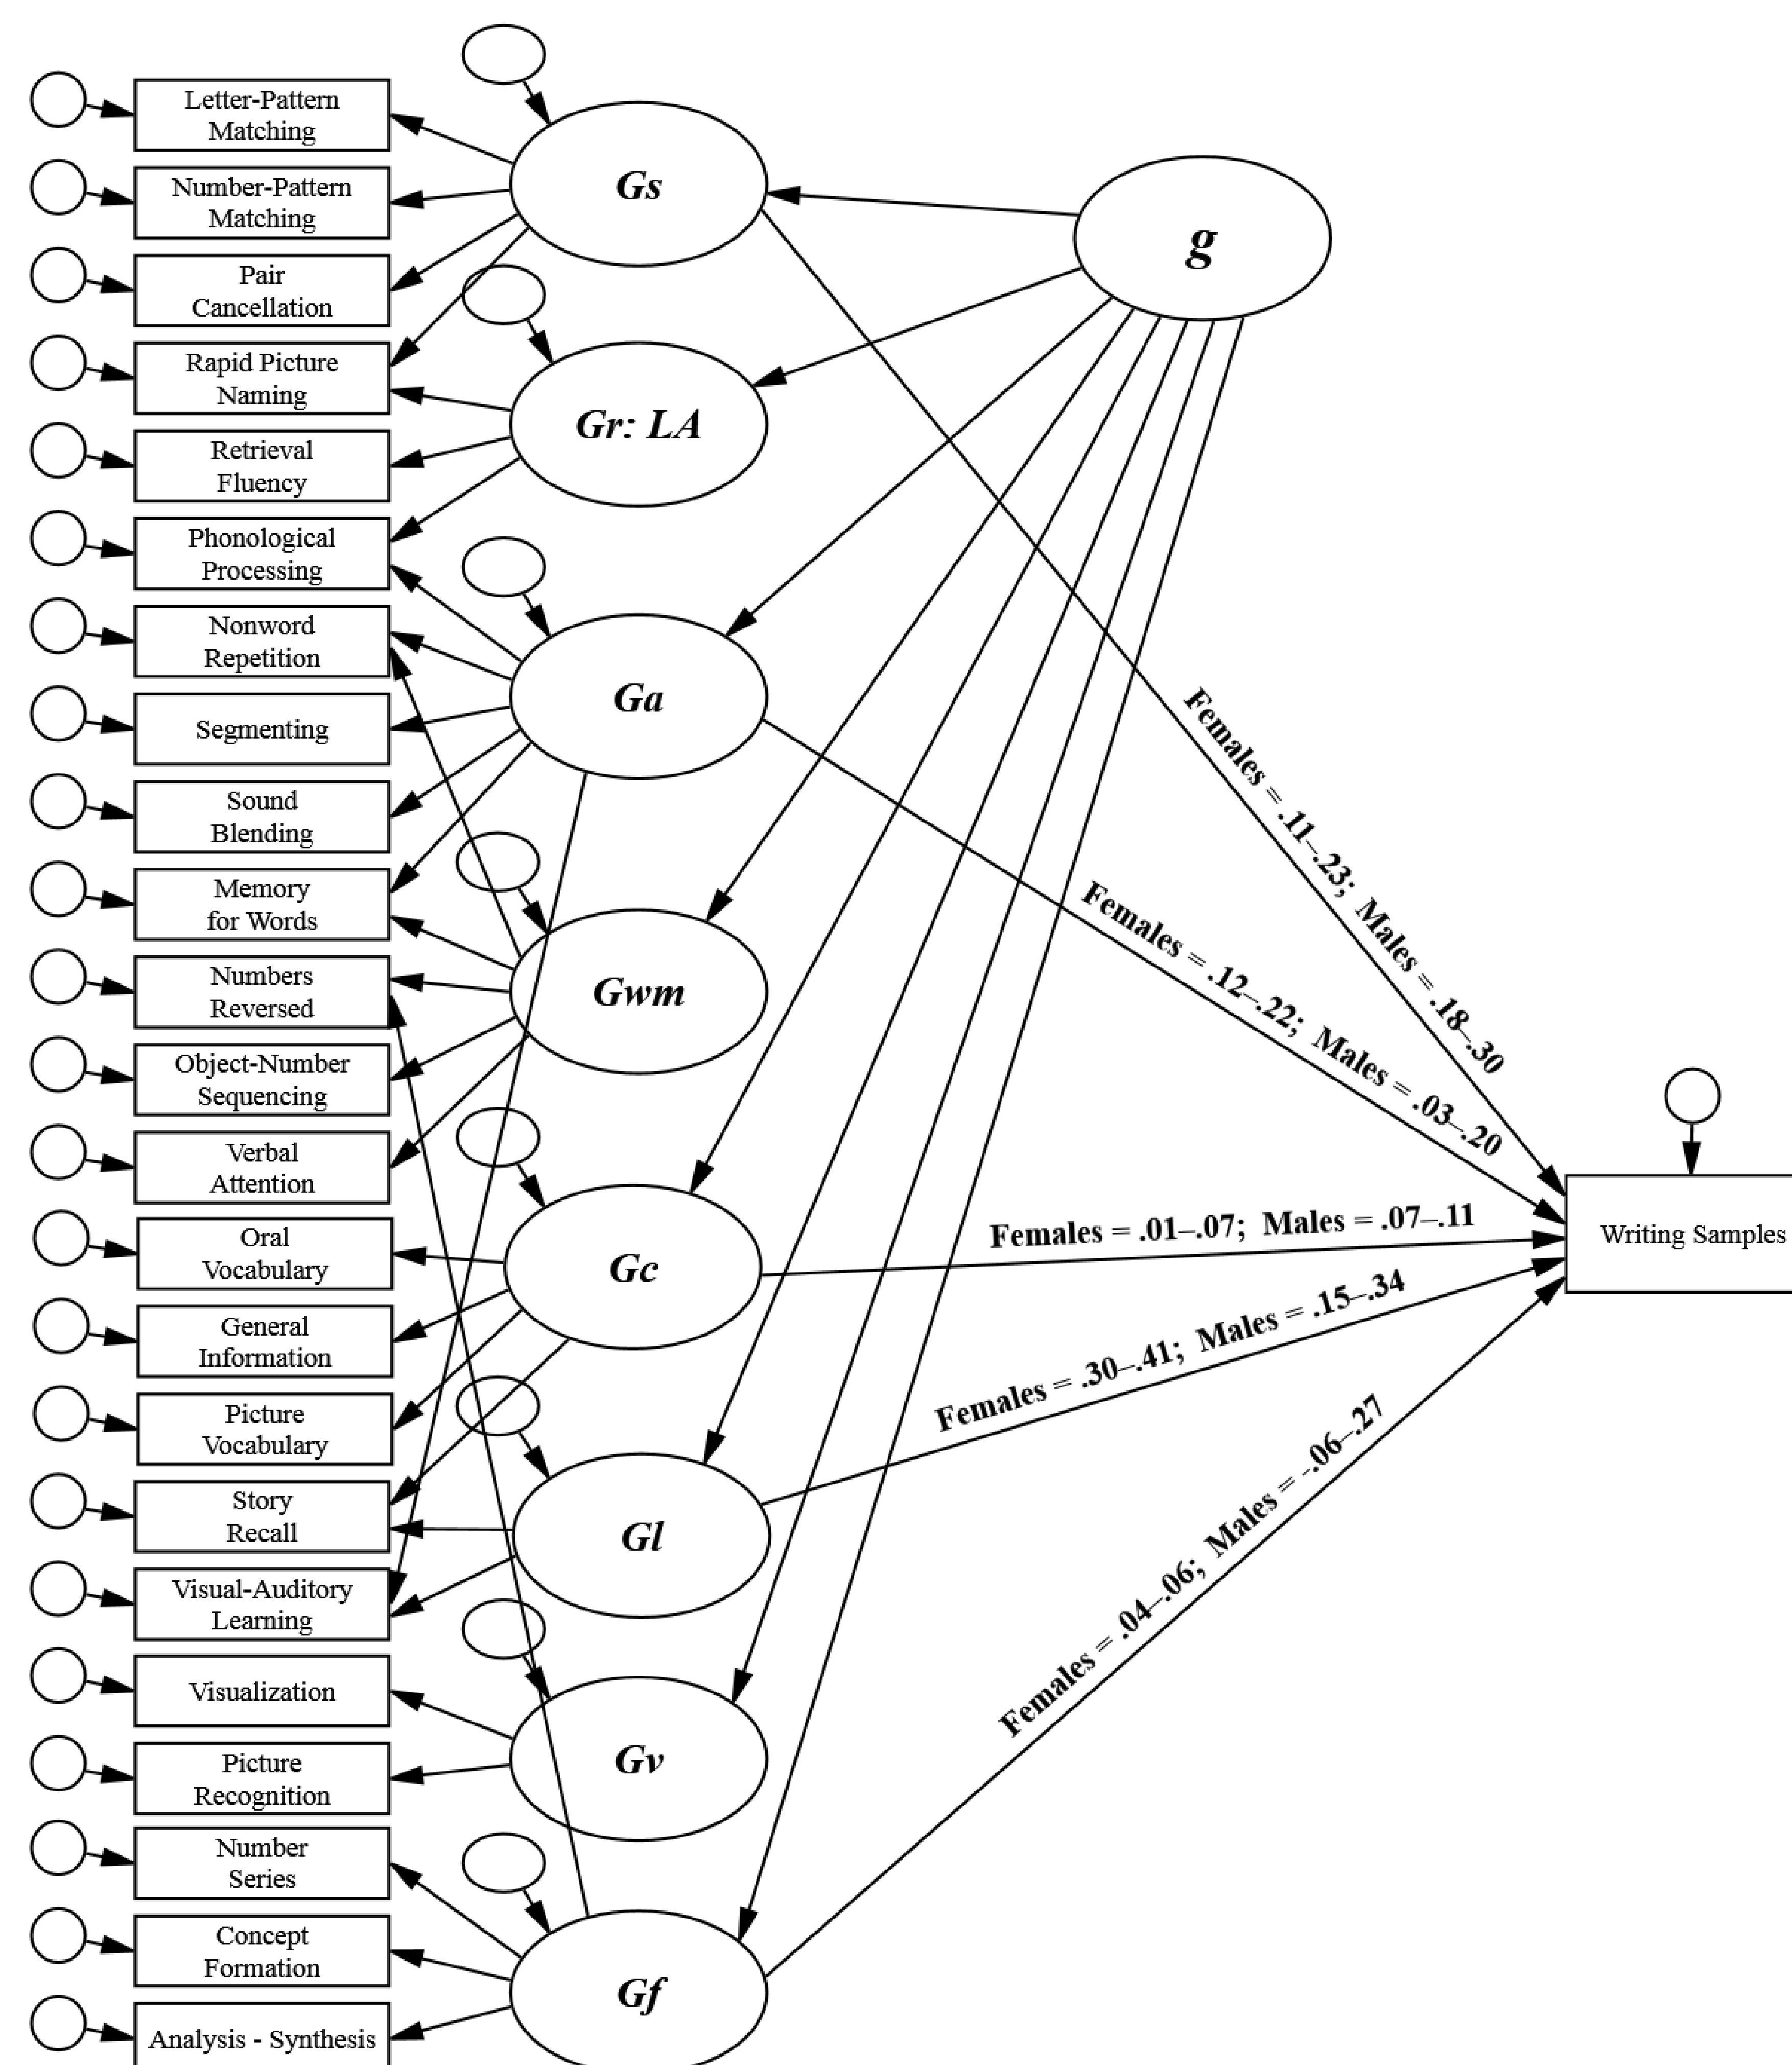 Letter-Pattern
Matching
Number-Pattern
Matching
Pair
Cancellation
Rapid Picture
Naming
Retrieval
Fluency
Phonological
Processing
Nonword
Repetition
Segmenting
Sound
Blending
Memory
for Words
Numbers
Reversed
Object-Number
Sequencing
Verbal
Attention
Oral
Vocabulary
General
Information
Picture
Vocabulary
Story
Recall
Visual-Auditory
Learning
Visualization
Picture
Recognition
Number
Series
Concept
Formation
Analysis - Synthesis
Gs
Gr: LA
Ga
Gwm
Gc
Gl
Gv
Gf
g
Females = .11–.23; Males = .18–.30
Females = .12–.22; Males = .03–.20
Females = .01–.07; Males = .07–.11
Females = .30–.41; Males = .15–.34
Females = .04–.06; Males = -.06–.27
Writing Samples